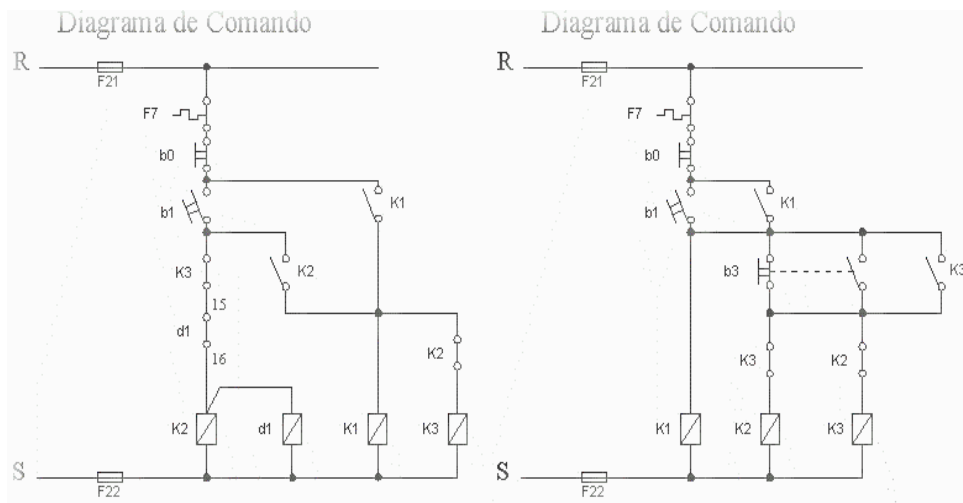 Diagrama de Comando
R
F21
F7
b0
b1
K1
K3
K2
15
d1
16
K2
K2
d1
K1
K3
S
F22
Diagrama de Comando
R
F21
F7
b0
b1
K1
b3
K3
K3
K2
K1
K2
K3
S
F22